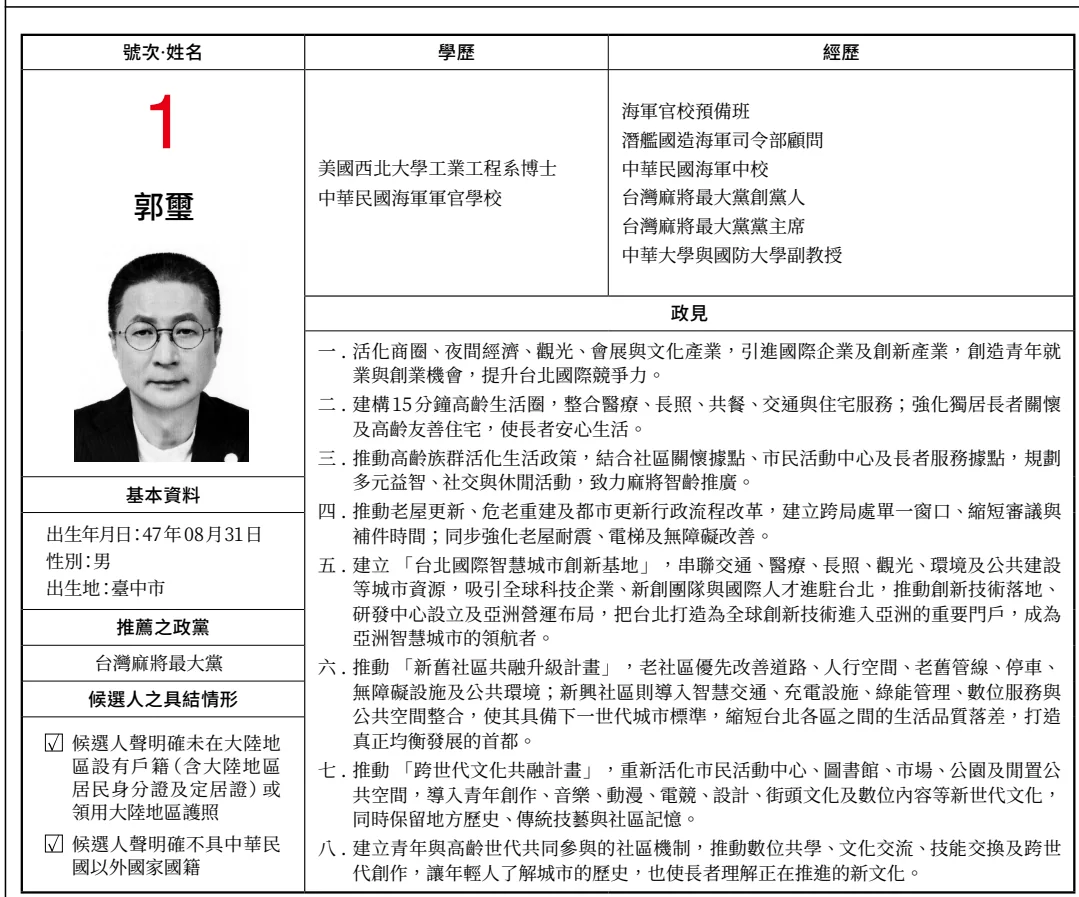 號次·姓名
1
郭璽
基本資料
出生年月日：47年08月31日
性別：男
出生地：臺中市
推薦之政黨
台灣麻將最大黨
候選人之具結情形
☑ 候選人聲明確未在大陸地
區設有戶籍（含大陸地區
居民身分證及定居證）或
領用大陸地區護照
☑ 候選人聲明確不具中華民
國以外國家國籍
學歷
美國西北大學工業工程系博士
中華民國海軍軍官學校
經歷
海軍官校預備班
潛艦國造海軍司令部顧問
中華民國海軍中校
台灣麻將最大黨創黨人
台灣麻將最大黨黨主席
中華大學與國防大學副教授
政見
一．活化商圈、夜間經濟、觀光、會展與文化產業，引進國際企業及創新產業，創造青年就
業與創業機會，提升台北國際競爭力。
二．建構15分鐘高齡生活圈，整合醫療、長照、共餐、交通與住宅服務；強化獨居長者關懷
及高齡友善住宅，使長者安心生活。
三．推動高齡族群活化生活政策，結合社區關懷據點、市民活動中心及長者服務據點，規劃
多元益智、社交與休閒活動，致力麻將智齡推廣。
四．推動老屋更新、危老重建及都市更新行政流程改革，建立跨局處單一窗口、縮短審議與
補件時間；同步強化老屋耐震、電梯及無障礙改善。
五．建立「台北國際智慧城市創新基地」，串聯交通、醫療、長照、觀光、環境及公共建設
等城市資源，吸引全球科技企業、新創團隊與國際人才進駐台北，推動創新技術落地、
研發中心設立及亞洲營運布局，把台北打造為全球創新技術進入亞洲的重要門戶，成為
亞洲智慧城市的領航者。
六．推動「新舊社區共融升級計畫」，老社區優先改善道路、人行空間、老舊管線、停車、
無障礙設施及公共環境；新興社區則導入智慧交通、充電設施、綠能管理、數位服務與
公共空間整合，使其具備下一世代城市標準，縮短台北各區之間的生活品質落差，打造
真正均衡發展的首都。
七．推動「跨世代文化共融計畫」，重新活化市民活動中心、圖書館、市場、公園及閒置公
共空間，導入青年創作、音樂、動漫、電競、設計、街頭文化及數位內容等新世代文化，
同時保留地方歷史、傳統技藝與社區記憶。
八．建立青年與高齡世代共同參與的社區機制，推動數位共學、文化交流、技能交換及跨世
代創作，讓年輕人了解城市的歷史，也使長者理解正在推進的新文化。